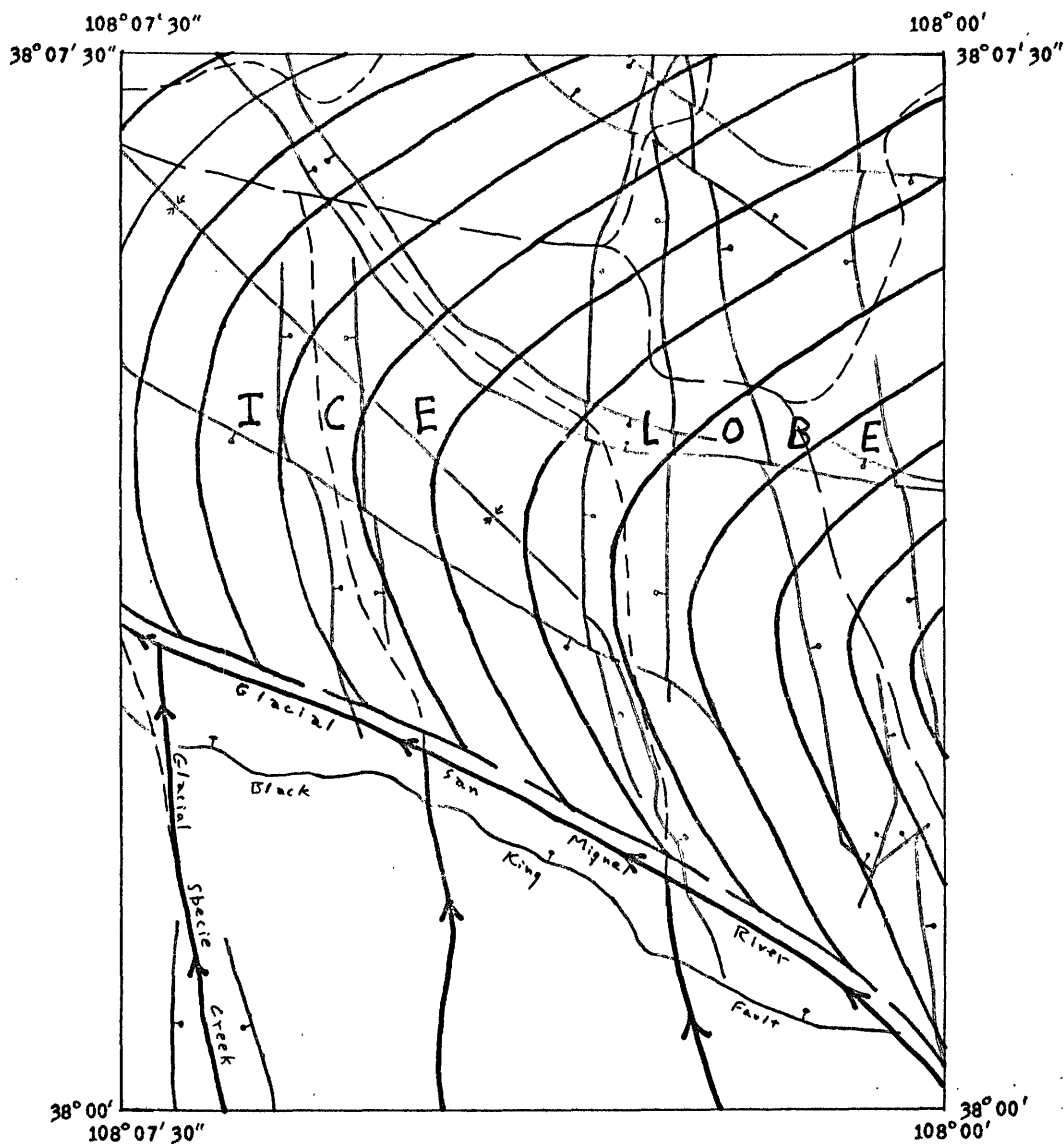 108°07'30" 108°00'
38°07'30" 38°07'30"
I C E L O B E
Glacial
San
Miguel
River
Black
King
Fault
Glacial
Specie
Creek
38°00' 38°00'
108°07'30" 108°00'